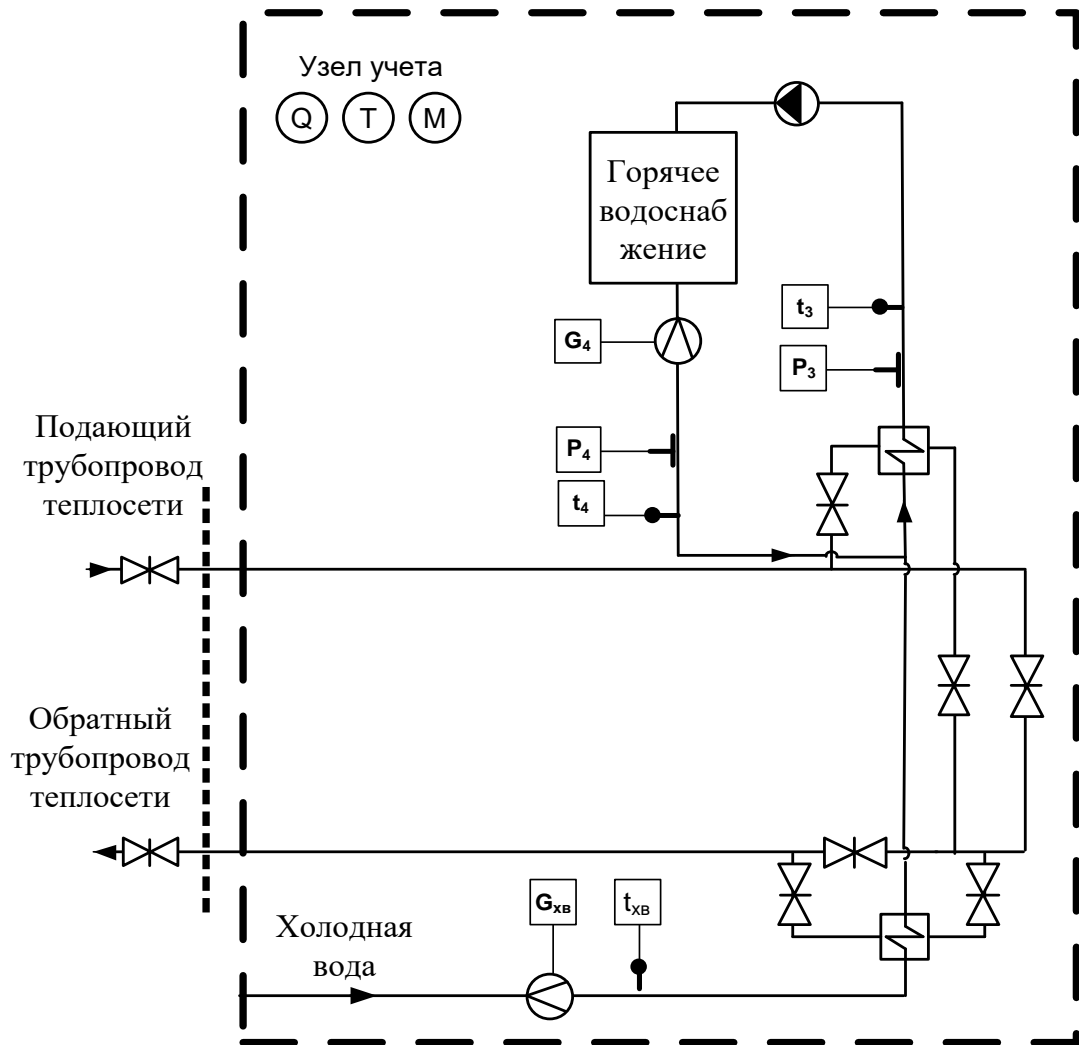 Узел учета
Q T M
Горячее
водоснаб
жение
t₃
G₄
P₃
Подающий
трубопровод
теплосети
P₄
t₄
Обратный
трубопровод
теплосети
Gхв
tхв
Холодная
вода